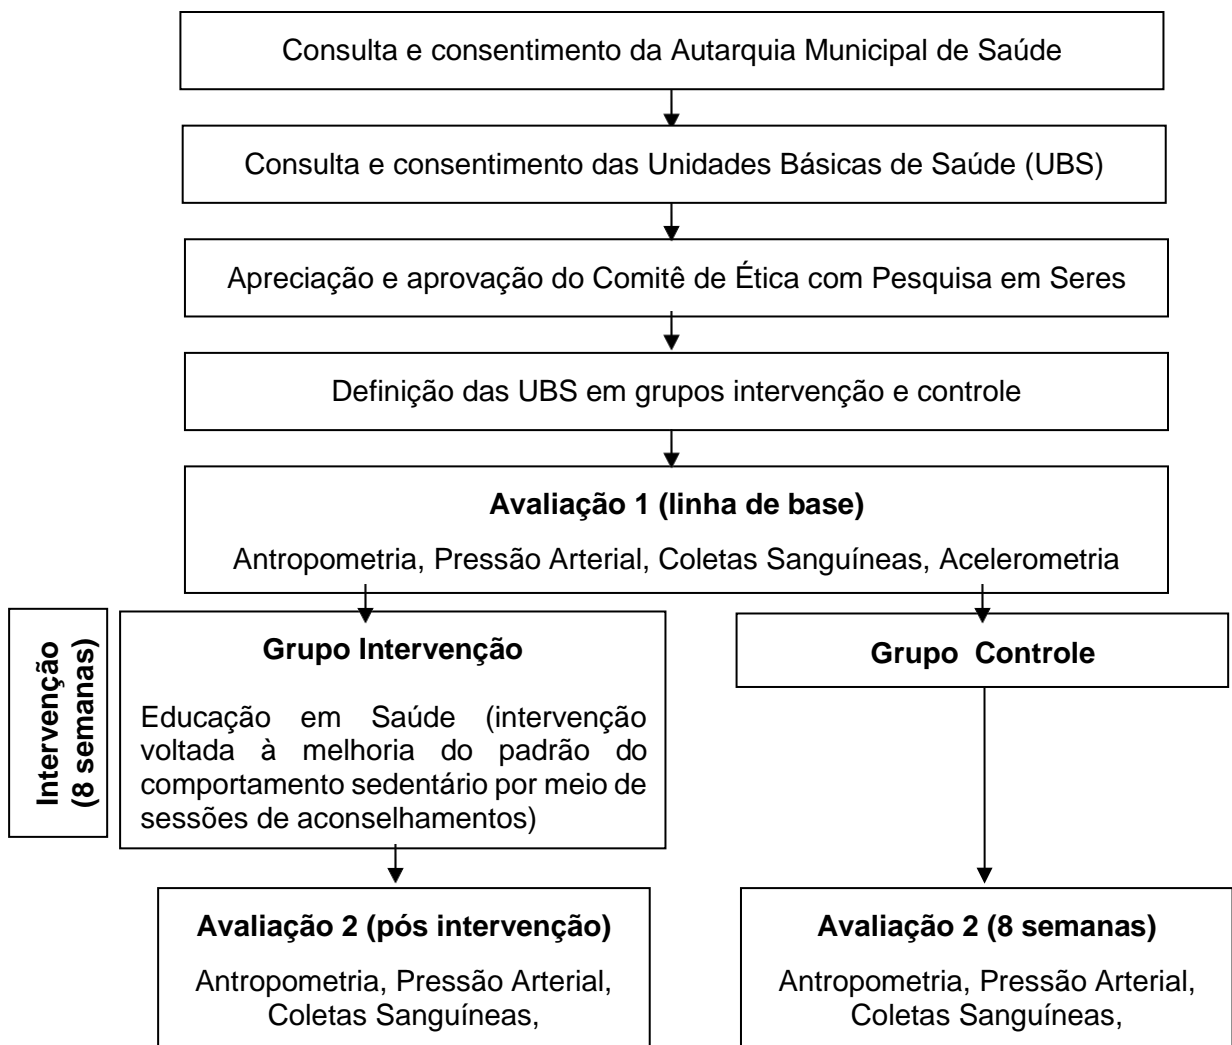 Consulta e consentimento da Autarquia Municipal de Saúde
Consulta e consentimento das Unidades Básicas de Saúde (UBS)
Apreciação e aprovação do Comitê de Ética com Pesquisa em Seres
Definição das UBS em grupos intervenção e controle
Avaliação 1 (linha de base)
Antropometria, Pressão Arterial, Coletas Sanguíneas, Acelerometria
Intervenção
(8 semanas)
Grupo Intervenção
Educação em Saúde (intervenção
voltada à melhoria do padrão do
comportamento sedentário por meio de
sessões de aconselhamentos)
Grupo Controle
Avaliação 2 (pós intervenção)
Antropometria, Pressão Arterial,
Coletas Sanguíneas,
Avaliação 2 (8 semanas)
Antropometria, Pressão Arterial,
Coletas Sanguíneas,